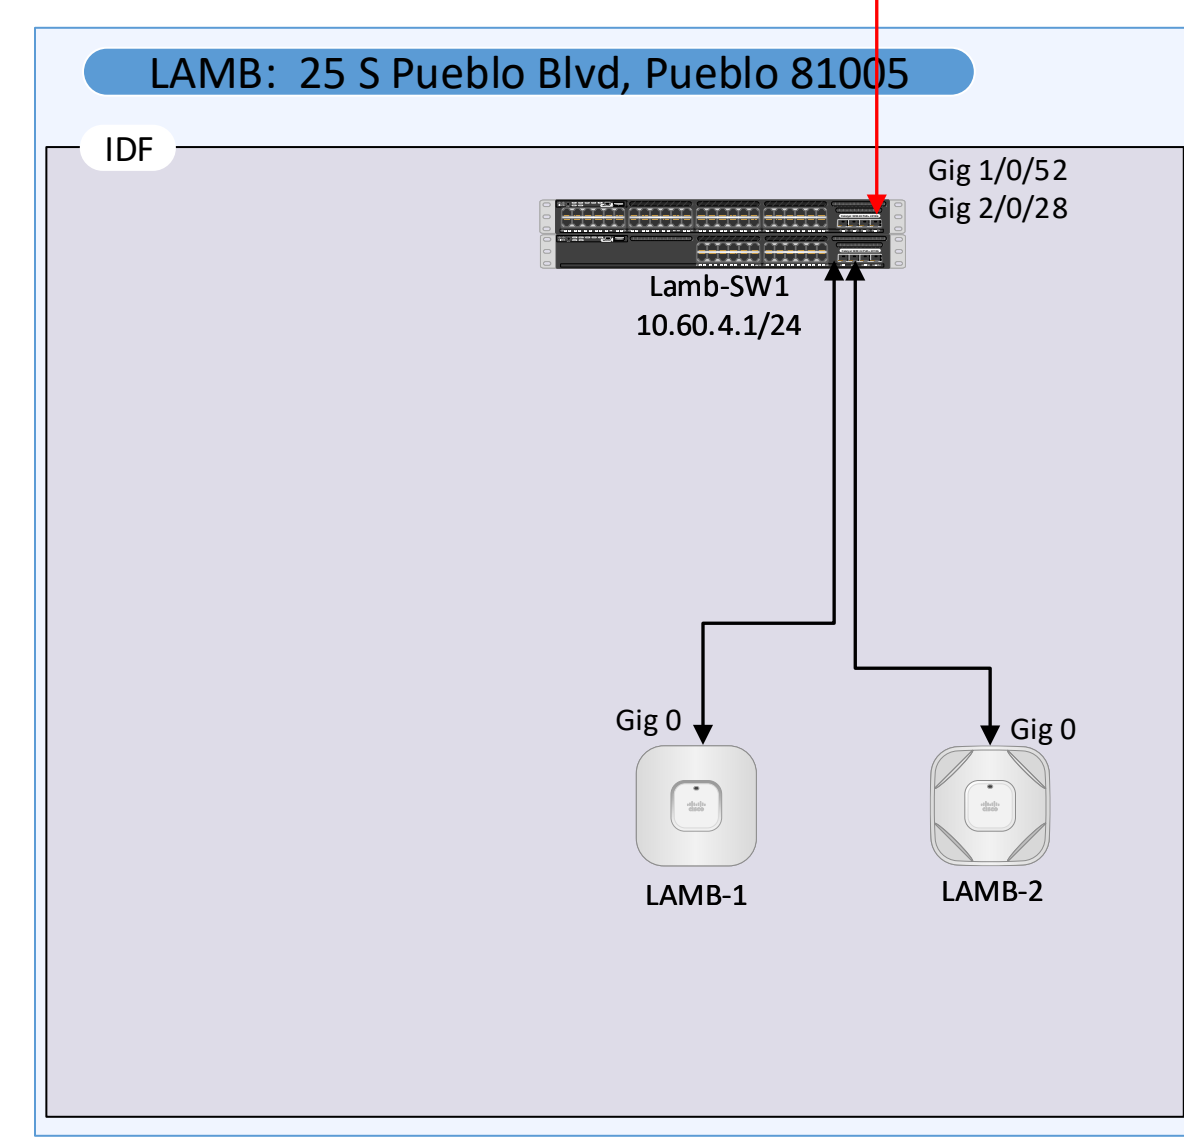 LAMB: 25 S Pueblo Blvd, Pueblo 81005
IDF
Gig 1/0/52
Gig 2/0/28
Lamb-SW1
10.60.4.1/24
Gig 0
Gig 0
LAMB-1
LAMB-2